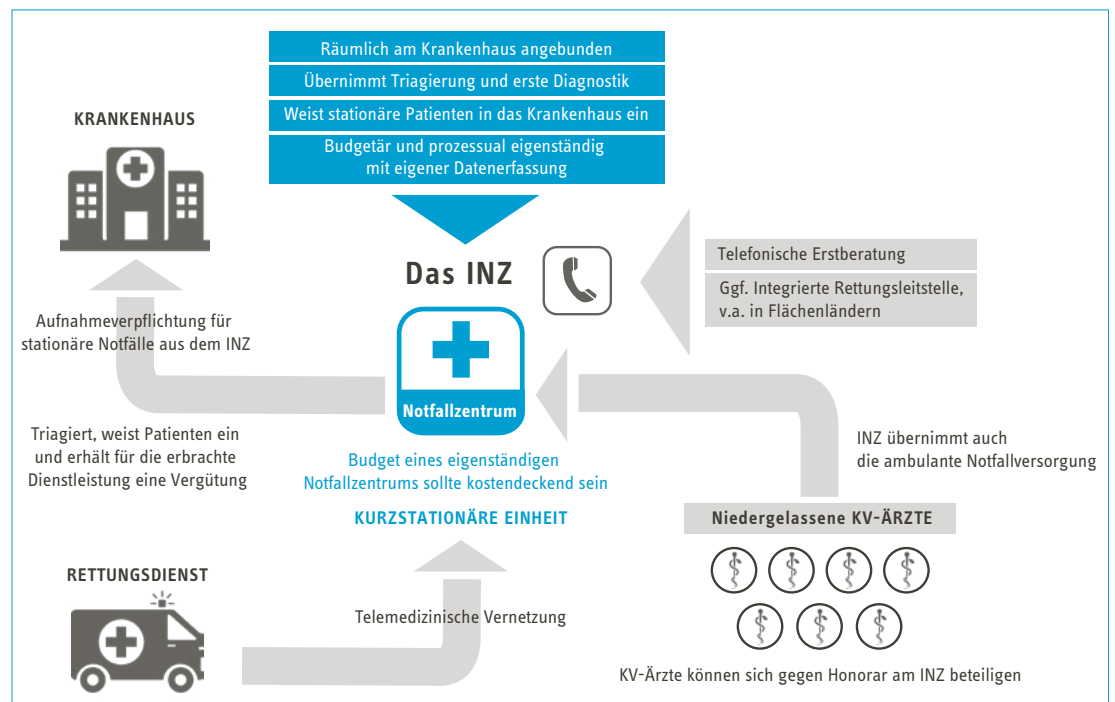 Räumlich am Krankenhaus angebunden
Übernimmt Triagierung und erste Diagnostik
Weist stationäre Patienten in das Krankenhaus ein
Budgetär und prozessual eigenständig
mit eigener Datenerfassung
KRANKENHAUS
Das INZ
Telefonische Erstberatung
Ggf. Integrierte Rettungsleitstelle,
v.a. in Flächenländern
Aufnahmeverpflichtung für
stationäre Notfälle aus dem INZ
Notfallzentrum
Triagiert, weist Patienten ein
und erhält für die erbrachte
Dienstleistung eine Vergütung
Budget eines eigenständigen
Notfallzentrums sollte kostendeckend sein
KURZSTATIONÄRE EINHEIT
INZ übernimmt auch
die ambulante Notfallversorgung
Niedergelassene KV-ÄRZTE
RETTUNGSDIENST
Telemedizinische Vernetzung
KV-Ärzte können sich gegen Honorar am INZ beteiligen